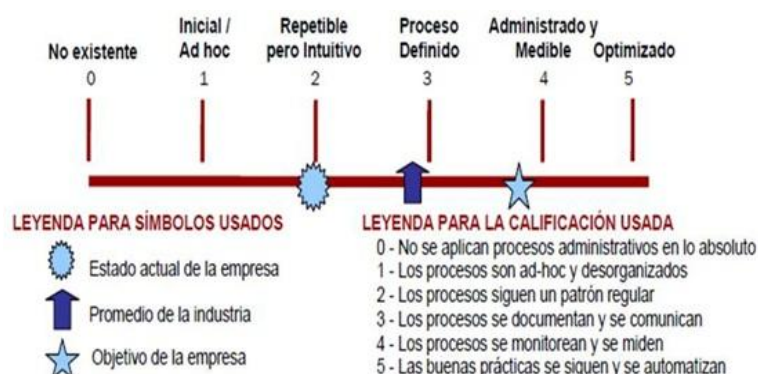 No existente
0
Inicial /
Ad hoc
1
Repetible
pero Intuitivo
2
Proceso
Definido
3
Administrado y
Medible
4
Optimizado
5
LEYENDA PARA SÍMBOLOS USADOS
Estado actual de la empresa
Promedio de la industria
Objetivo de la empresa
LEYENDA PARA LA CALIFICACIÓN USADA
0 - No se aplican procesos administrativos en lo absoluto
1 - Los procesos son ad-hoc y desorganizados
2 - Los procesos siguen un patrón regular
3 - Los procesos se documentan y se comunican
4 - Los procesos se monitorean y se miden
5 - Las buenas prácticas se siguen y se automatizan